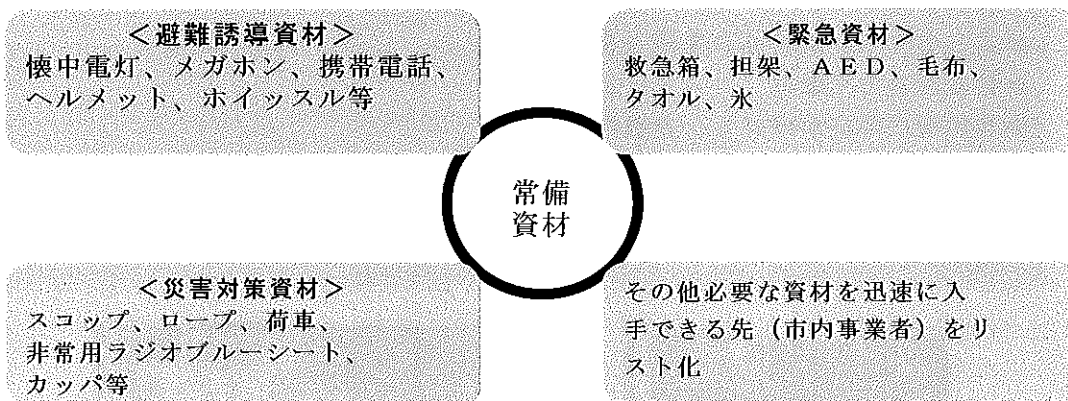 ＜避難誘導資材＞
懐中電灯、メガホン、携帯電話、
ヘルメット、ホイッスル等
＜緊急資材＞
救急箱、担架、ＡＥＤ、毛布、
タオル、氷
常備
資材
＜災害対策資材＞
スコップ、ロープ、荷車、
非常用ラジオブルーシート、
カッパ等
その他必要な資材を迅速に入
手できる先（市内事業者）をリ
スト化